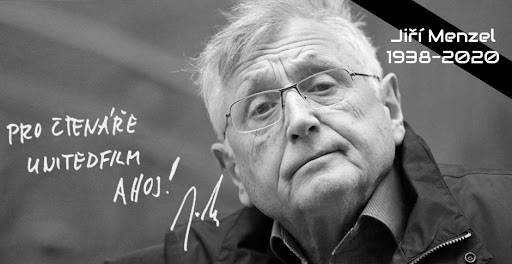 Jiří Menzel
1938-2020
PRO ČTENÁŘE
UNITEDFILM
AHOJ!